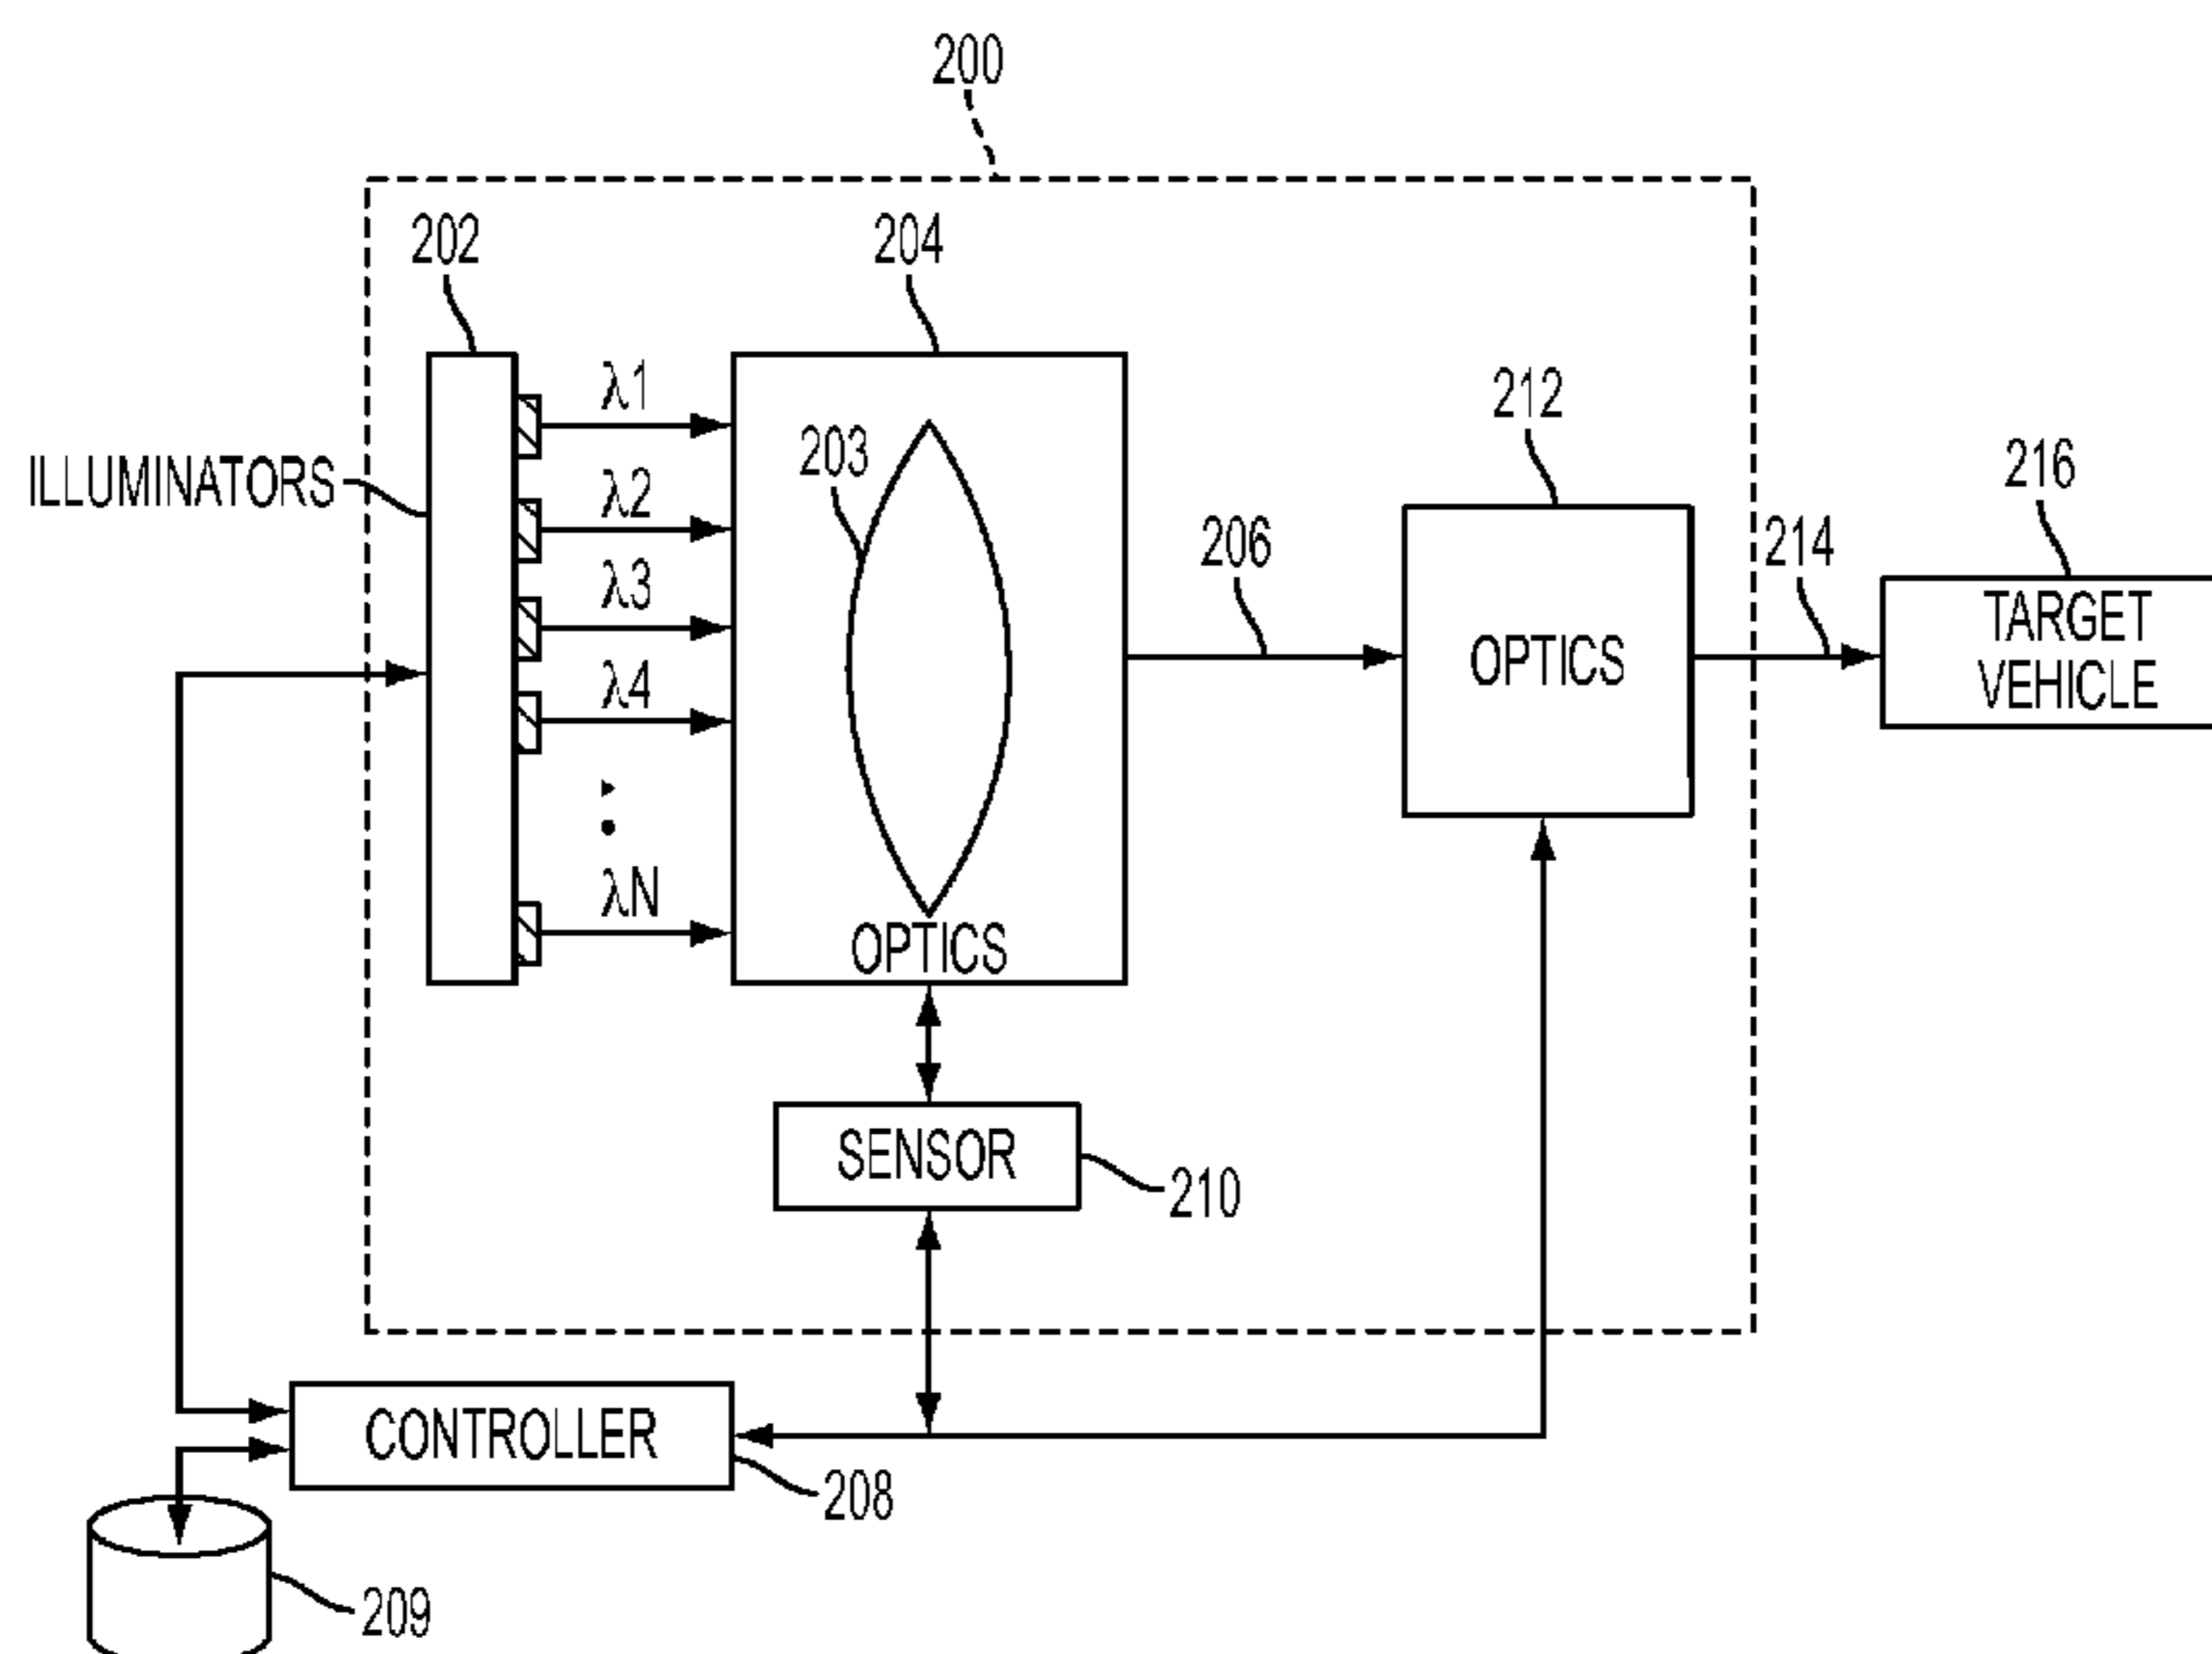 200
202
204
λ1
212
203
216
ILLUMINATORS
λ2
206
214
λ3
TARGET
VEHICLE
OPTICS
λ4
λN
OPTICS
SENSOR
210
CONTROLLER
208
209